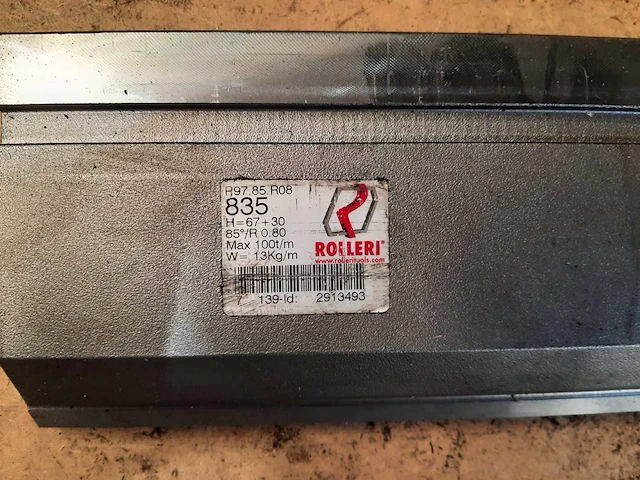 R97.85.R08
835
H=67+30
85°/R 0.80
Max 100t/m
W= 13Kg/m
ROLLERI®
www.rolleritools.com
139-Id: 2913493